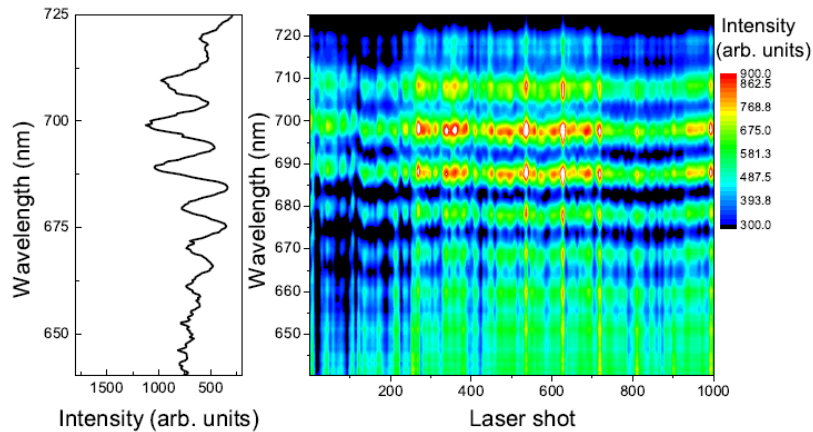 725
700
675
650
Wavelength (nm)
1500 1000 500
Intensity (arb. units)
720
710
700
690
680
670
660
650
Wavelength (nm)
200 400 600 800 1000
Laser shot
Intensity
(arb. units)
900.0
862.5
768.8
675.0
581.3
487.5
393.8
300.0